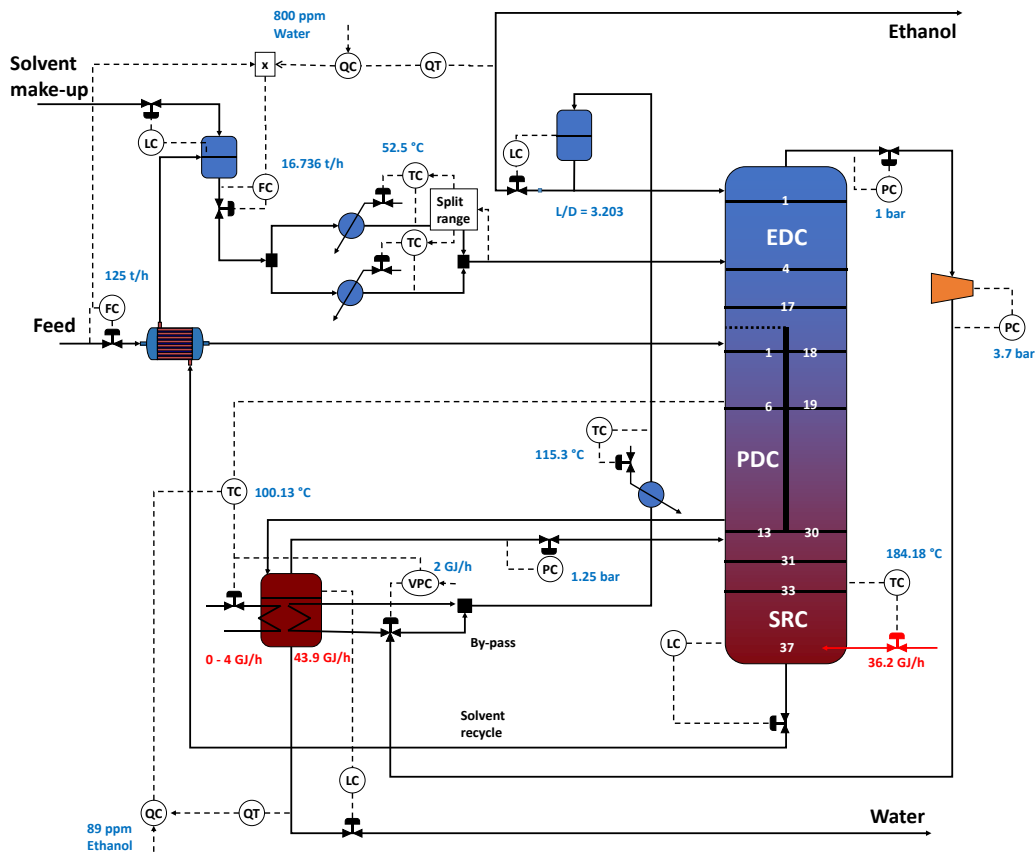 800 ppm
Water
Ethanol
x
QC
QT
Solvent
make-up
LC
52.5 °C
16.736 t/h
FC
TC
Split
range
LC
PC
1 bar
L/D = 3.203
1
EDC
TC
4
125 t/h
FC
17
Feed
PC
3.7 bar
1
18
6
19
TC
115.3 °C
PDC
TC
100.13 °C
13
30
2 GJ/h
VPC
PC
1.25 bar
31
184.18 °C
TC
33
SRC
By-pass
LC
37
0 - 4 GJ/h
43.9 GJ/h
36.2 GJ/h
Solvent
recycle
LC
QC
QT
89 ppm
Ethanol
Water